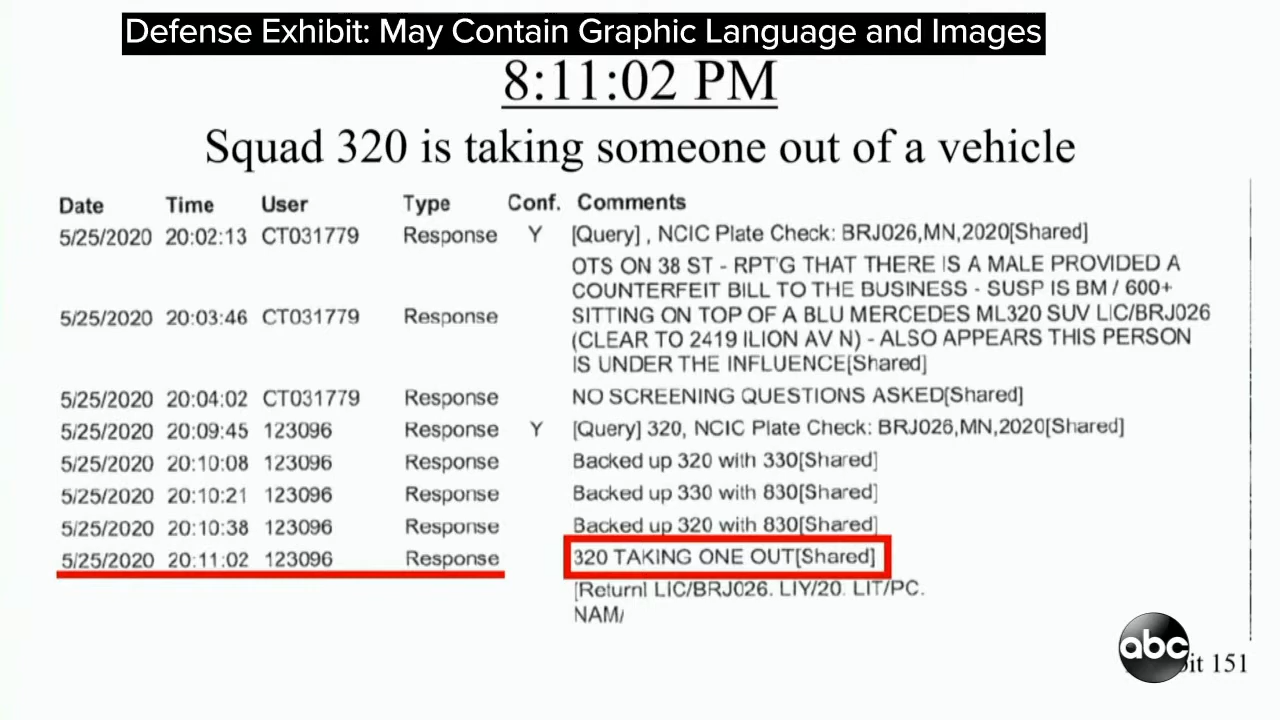 Defense Exhibit: May Contain Graphic Language and Images
8:11:02 PM
Squad 320 is taking someone out of a vehicle
Date Time User Type Conf. Comments
5/25/2020 20:02:13 CT031779 Response Y [Query] , NCIC Plate Check: BRJ026,MN,2020[Shared]
OTS ON 38 ST - RPT'G THAT THERE IS A MALE PROVIDED A
COUNTERFEIT BILL TO THE BUSINESS - SUSP IS BM / 600+
5/25/2020 20:03:46 CT031779 Response SITTING ON TOP OF A BLU MERCEDES ML320 SUV LIC/BRJ026
(CLEAR TO 2419 ILION AV N) - ALSO APPEARS THIS PERSON
IS UNDER THE INFLUENCE[Shared]
5/25/2020 20:04:02 CT031779 Response NO SCREENING QUESTIONS ASKED[Shared]
5/25/2020 20:09:45 123096 Response Y [Query] 320, NCIC Plate Check: BRJ026,MN,2020[Shared]
5/25/2020 20:10:08 123096 Response Backed up 320 with 330[Shared]
5/25/2020 20:10:21 123096 Response Backed up 330 with 830[Shared]
5/25/2020 20:10:38 123096 Response Backed up 320 with 830[Shared]
5/25/2020 20:11:02 123096 Response 320 TAKING ONE OUT[Shared]
[Return] LIC/BRJ026. LIY/20. LIT/PC.
NAM/
abc
it 151